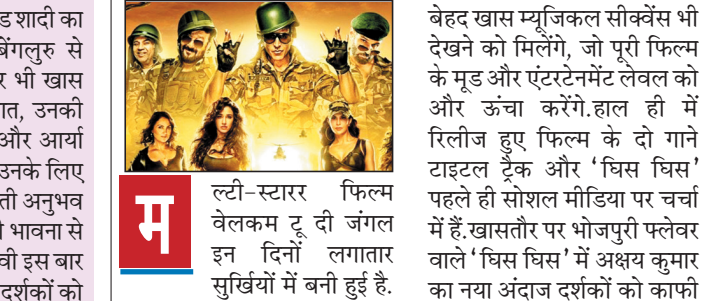 ड शादी का
बेंगलुरु से
र भी खास
ात, उनकी
और आर्या
उनके लिए
ती अनुभव
ी भावना से
वी इस बार
दर्शकों को
म
ल्टी-स्टारर फिल्म
वेलकम टू दी जंगल
इन दिनों लगातार
सुर्खियों में बनी हुई है.
बेहद खास म्यूजिकल सीक्वेंस भी
देखने को मिलेंगे, जो पूरी फिल्म
के मूड और एंटरटेनमेंट लेवल को
और ऊंचा करेंगे.हाल ही में
रिलीज हुए फिल्म के दो गाने
टाइटल ट्रैक और ‘घिस घिस’
पहले ही सोशल मीडिया पर चर्चा
में हैं.खासतौर पर भोजपुरी फ्लेवर
वाले ‘घिस घिस’ में अक्षय कुमार
का नया अंदाज दर्शकों को काफी